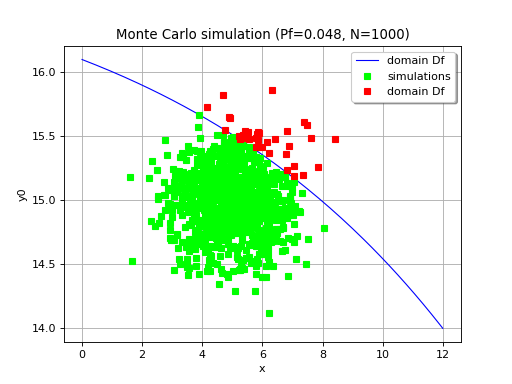 Monte Carlo simulation (Pf=0.048, N=1000)
domain Df
simulations
domain Df
16.0
15.5
15.0
14.5
14.0
y0
0 2 4 6 8 10 12
x